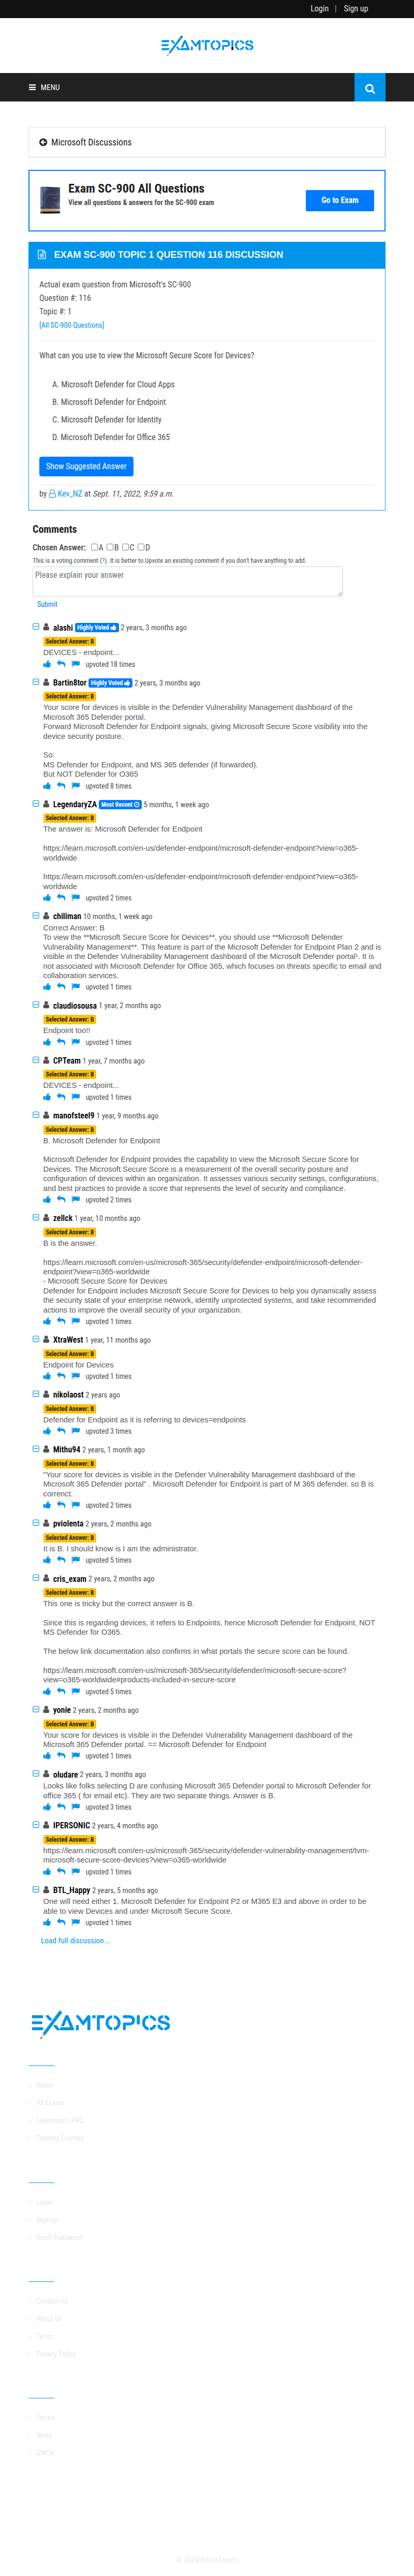 Login | Sign up
EXAMTOPICS
MENU
Microsoft Discussions
Exam SC-900 All Questions
View all questions & answers for the SC-900 exam
Go to Exam
EXAM SC-900 TOPIC 1 QUESTION 116 DISCUSSION
Actual exam question from Microsoft's SC-900
Question #: 116
Topic #: 1
[All SC-900 Questions]
What can you use to view the Microsoft Secure Score for Devices?
A. Microsoft Defender for Cloud Apps
B. Microsoft Defender for Endpoint
C. Microsoft Defender for Identity
D. Microsoft Defender for Office 365
Show Suggested Answer
by Kev_NZ at Sept. 11, 2022, 9:59 a.m.
Comments
Chosen Answer: A B C D
This is a voting comment (?). It is better to Upvote an existing comment if you don't have anything to add.
Please explain your answer
Submit
alashi Highly Voted 2 years, 3 months ago
Selected Answer: B
DEVICES - endpoint...
upvoted 18 times
Bartin8tor Highly Voted 2 years, 3 months ago
Selected Answer: B
Your score for devices is visible in the Defender Vulnerability Management dashboard of the
Microsoft 365 Defender portal.
Forward Microsoft Defender for Endpoint signals, giving Microsoft Secure Score visibility into the
device security posture.
So:
MS Defender for Endpoint, and MS 365 defender (if forwarded).
But NOT Defender for O365
upvoted 8 times
LegendaryZA Most Recent 5 months, 1 week ago
Selected Answer: B
The answer is: Microsoft Defender for Endpoint
https://learn.microsoft.com/en-us/defender-endpoint/microsoft-defender-endpoint?view=o365-
worldwide
https://learn.microsoft.com/en-us/defender-endpoint/microsoft-defender-endpoint?view=o365-
worldwide
upvoted 2 times
chiliman 10 months, 1 week ago
Correct Answer: B
To view the **Microsoft Secure Score for Devices**, you should use **Microsoft Defender
Vulnerability Management**. This feature is part of the Microsoft Defender for Endpoint Plan 2 and is
visible in the Defender Vulnerability Management dashboard of the Microsoft Defender portal¹. It is
not associated with Microsoft Defender for Office 365, which focuses on threats specific to email and
collaboration services.
upvoted 1 times
claudiosousa 1 year, 2 months ago
Selected Answer: B
Endpoint too!!
upvoted 1 times
CPTeam 1 year, 7 months ago
Selected Answer: B
DEVICES - endpoint...
upvoted 1 times
manofsteel9 1 year, 9 months ago
Selected Answer: B
B. Microsoft Defender for Endpoint
Microsoft Defender for Endpoint provides the capability to view the Microsoft Secure Score for
Devices. The Microsoft Secure Score is a measurement of the overall security posture and
configuration of devices within an organization. It assesses various security settings, configurations,
and best practices to provide a score that represents the level of security and compliance.
upvoted 2 times
zellck 1 year, 10 months ago
Selected Answer: B
B is the answer.
https://learn.microsoft.com/en-us/microsoft-365/security/defender-endpoint/microsoft-defender-
endpoint?view=o365-worldwide
- Microsoft Secure Score for Devices
Defender for Endpoint includes Microsoft Secure Score for Devices to help you dynamically assess
the security state of your enterprise network, identify unprotected systems, and take recommended
actions to improve the overall security of your organization.
upvoted 1 times
XtraWest 1 year, 11 months ago
Selected Answer: B
Endpoint for Devices
upvoted 1 times
nikolaost 2 years ago
Selected Answer: B
Defender for Endpoint as it is referring to devices=endpoints
upvoted 3 times
Mithu94 2 years, 1 month ago
Selected Answer: B
"Your score for devices is visible in the Defender Vulnerability Management dashboard of the
Microsoft 365 Defender portal" . Microsoft Defender for Endpoint is part of M 365 defender. so B is
correnct.
upvoted 2 times
pviolenta 2 years, 2 months ago
Selected Answer: B
It is B. I should know is I am the administrator.
upvoted 5 times
cris_exam 2 years, 2 months ago
Selected Answer: B
This one is tricky but the correct answer is B.
Since this is regarding devices, it refers to Endpoints, hence Microsoft Defender for Endpoint, NOT
MS Defender for O365.
The below link documentation also confirms in what portals the secure score can be found.
https://learn.microsoft.com/en-us/microsoft-365/security/defender/microsoft-secure-score?
view=o365-worldwide#products-included-in-secure-score
upvoted 5 times
yonie 2 years, 2 months ago
Selected Answer: B
Your score for devices is visible in the Defender Vulnerability Management dashboard of the
Microsoft 365 Defender portal. == Microsoft Defender for Endpoint
upvoted 1 times
oludare 2 years, 3 months ago
Looks like folks selecting D are confusing Microsoft 365 Defender portal to Microsoft Defender for
office 365 ( for email etc). They are two separate things. Answer is B.
upvoted 3 times
IPERSONIC 2 years, 4 months ago
Selected Answer: B
https://learn.microsoft.com/en-us/microsoft-365/security/defender-vulnerability-management/tvm-
microsoft-secure-score-devices?view=o365-worldwide
upvoted 1 times
BTL_Happy 2 years, 5 months ago
One will need either 1. Microsoft Defender for Endpoint P2 or M365 E3 and above in order to be
able to view Devices and under Microsoft Secure Score.
upvoted 1 times
Load full discussion...
EXAMTOPICS
Home
All Exams
Examtopics PRO
Training Courses
Login
Sign up
Reset Password
Contact Us
About Us
Terms
Privacy Policy
Forum
News
DMCA
© 2024 ExamTopics